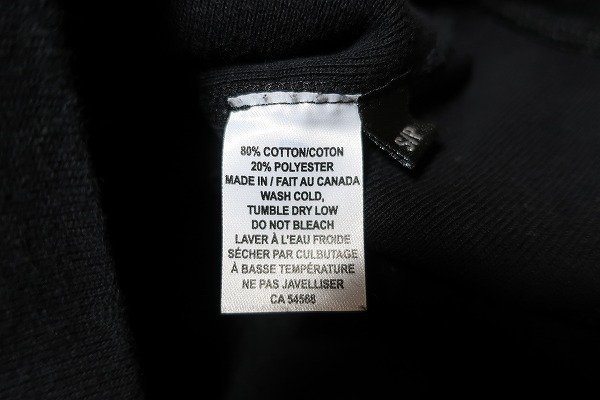 80% COTTON/COTON
20% POLYESTER
MADE IN / FAIT AU CANADA
WASH COLD,
TUMBLE DRY LOW
DO NOT BLEACH
LAVER À L'EAU FROIDE
SÉCHER PAR CULBUTAGE
À BASSE TEMPÉRATURE
NE PAS JAVELLISER
CA 54568
S/P